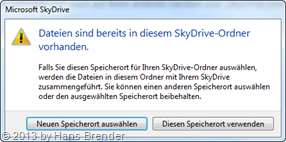 Microsoft SkyDrive
Dateien sind bereits in diesem SkyDrive-Ordner
vorhanden.
Falls Sie diesen Speicherort für Ihren SkyDrive-Ordner auswählen,
werden die Dateien in diesem Ordner mit Ihrem SkyDrive
zusammengeführt. Sie können einen anderen Speicherort auswählen
oder den ausgewählten Speicherort beibehalten.
Neuen Speicherort auswählen
Diesen Speicherort verwenden
© 2013 by Hans Brender